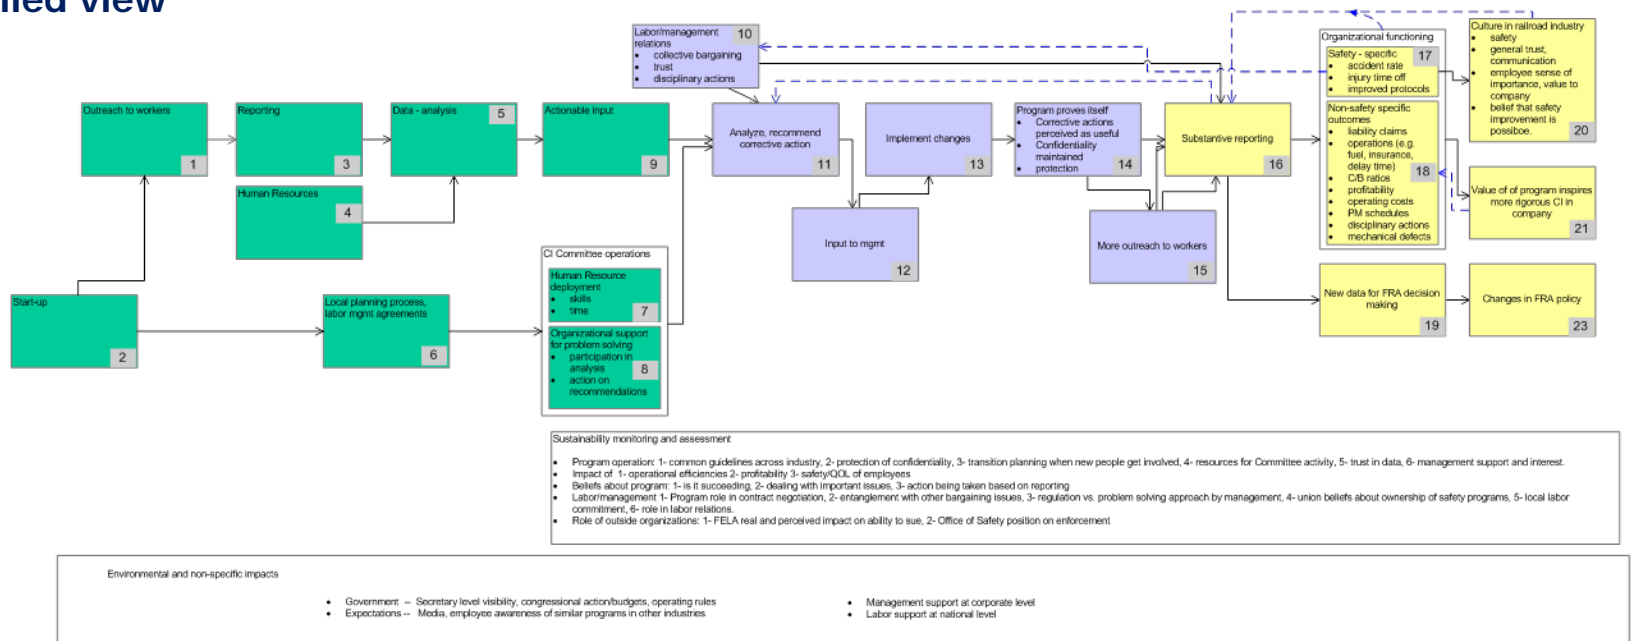 view
Labor/management
relations
10
• collective bargaining
• trust
• disciplinary actions
Organizational functioning
Safety - specific
17
• accident rate
• injury time off
• improved protocols
Culture in railroad industry
• safety
• general trust,
communication
• employee sense of
importance, value to
company
• belief that safety
improvement is
possiboe.
20
Outreach to workers
1
Reporting
3
Data - analysis
5
Actionable input
9
Analyze, recommend
corrective action
11
Implement changes
13
Program proves itself
• Corrective actions
perceived as useful
• Confidentiality
maintained
• protection
14
Substantive reporting
16
Non-safety specific
outcomes
• liability claims
• operations (e.g.
fuel, insurance,
delay time)
• C/B ratios
18
• profitability
• operating costs
• PM schedules
• disciplinary actions
• mechanical defects
Value of of program inspires
more rigorous CI in
company
21
Human Resources
4
Input to mgmt
12
More outreach to workers
15
CI Committee operations
Human Resource
deployment
• skills
• time
7
Organizational support
for problem solving
• participation in
analysis
8
• action on
recommendations
Start-up
2
Local planning process,
labor mgmt agreements
6
New data for FRA decision
making
19
Changes in FRA policy
23
Sustainability monitoring and assessment
• Program operation: 1- common guidelines across industry, 2- protection of confidentiality, 3- transition planning when new people get involved, 4- resources for Committee activity, 5- trust in data, 6- management support and interest.
• Impact of 1- operational efficiencies 2- profitability 3- safety/QOL of employees
• Beliefs about program: 1- is it succeeding, 2- dealing with important issues, 3- action being taken based on reporting
• Labor/management 1- Program role in contract negotiation, 2- entanglement with other bargaining issues, 3- regulation vs. problem solving approach by management, 4- union beliefs about ownership of safety programs, 5- local labor
commitment, 6- role in labor relations.
• Role of outside organizations: 1- FELA real and perceived impact on ability to sue, 2- Office of Safety position on enforcement
Environmental and non-specific impacts
• Government -- Secretary level visibility, congressional action/budgets, operating rules
• Expectations -- Media, employee awareness of similar programs in other industries
• Management support at corporate level
• Labor support at national level